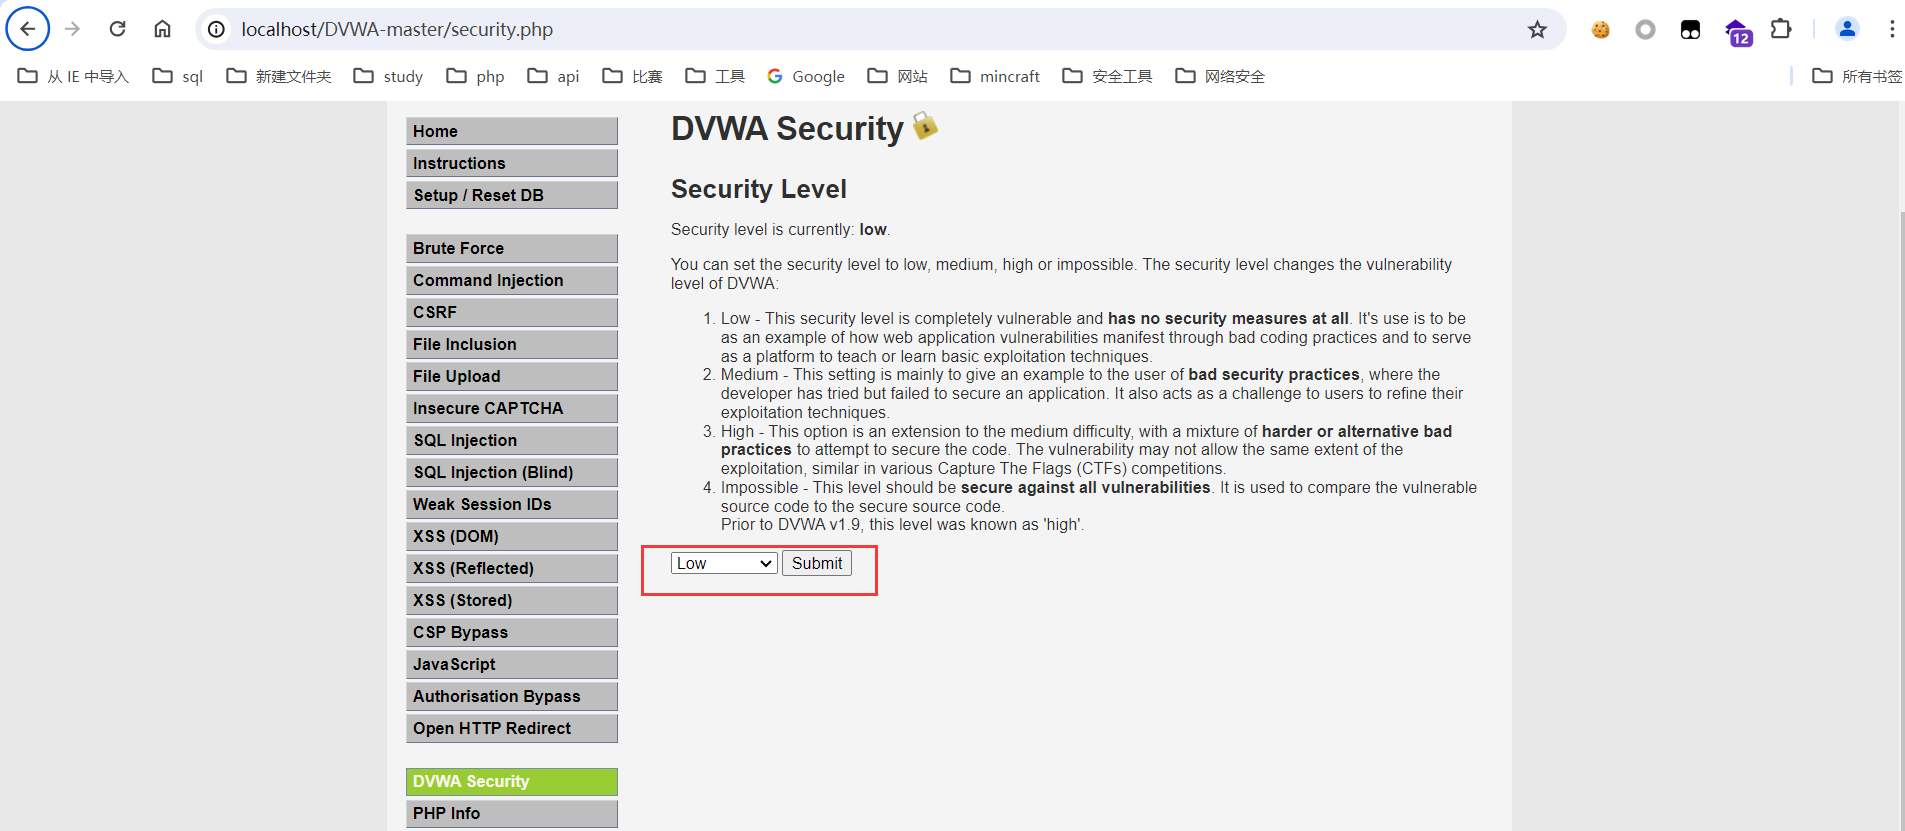 localhost/DVWA-master/security.php
12
从 IE 中导入 sql 新建文件夹 study php api 比赛 工具 Google 网站 mincraft 安全工具 网络安全 所有书签
Home
Instructions
Setup / Reset DB
Brute Force
Command Injection
CSRF
File Inclusion
File Upload
Insecure CAPTCHA
SQL Injection
SQL Injection (Blind)
Weak Session IDs
XSS (DOM)
XSS (Reflected)
XSS (Stored)
CSP Bypass
JavaScript
Authorisation Bypass
Open HTTP Redirect
DVWA Security
PHP Info
DVWA Security
Security Level
Security level is currently: low.
You can set the security level to low, medium, high or impossible. The security level changes the vulnerability
level of DVWA:
1. Low - This security level is completely vulnerable and has no security measures at all. It's use is to be
as an example of how web application vulnerabilities manifest through bad coding practices and to serve
as a platform to teach or learn basic exploitation techniques.
2. Medium - This setting is mainly to give an example to the user of bad security practices, where the
developer has tried but failed to secure an application. It also acts as a challenge to users to refine their
exploitation techniques.
3. High - This option is an extension to the medium difficulty, with a mixture of harder or alternative bad
practices to attempt to secure the code. The vulnerability may not allow the same extent of the
exploitation, similar in various Capture The Flags (CTFs) competitions.
4. Impossible - This level should be secure against all vulnerabilities. It is used to compare the vulnerable
source code to the secure source code.
Prior to DVWA v1.9, this level was known as 'high'.
Low Submit